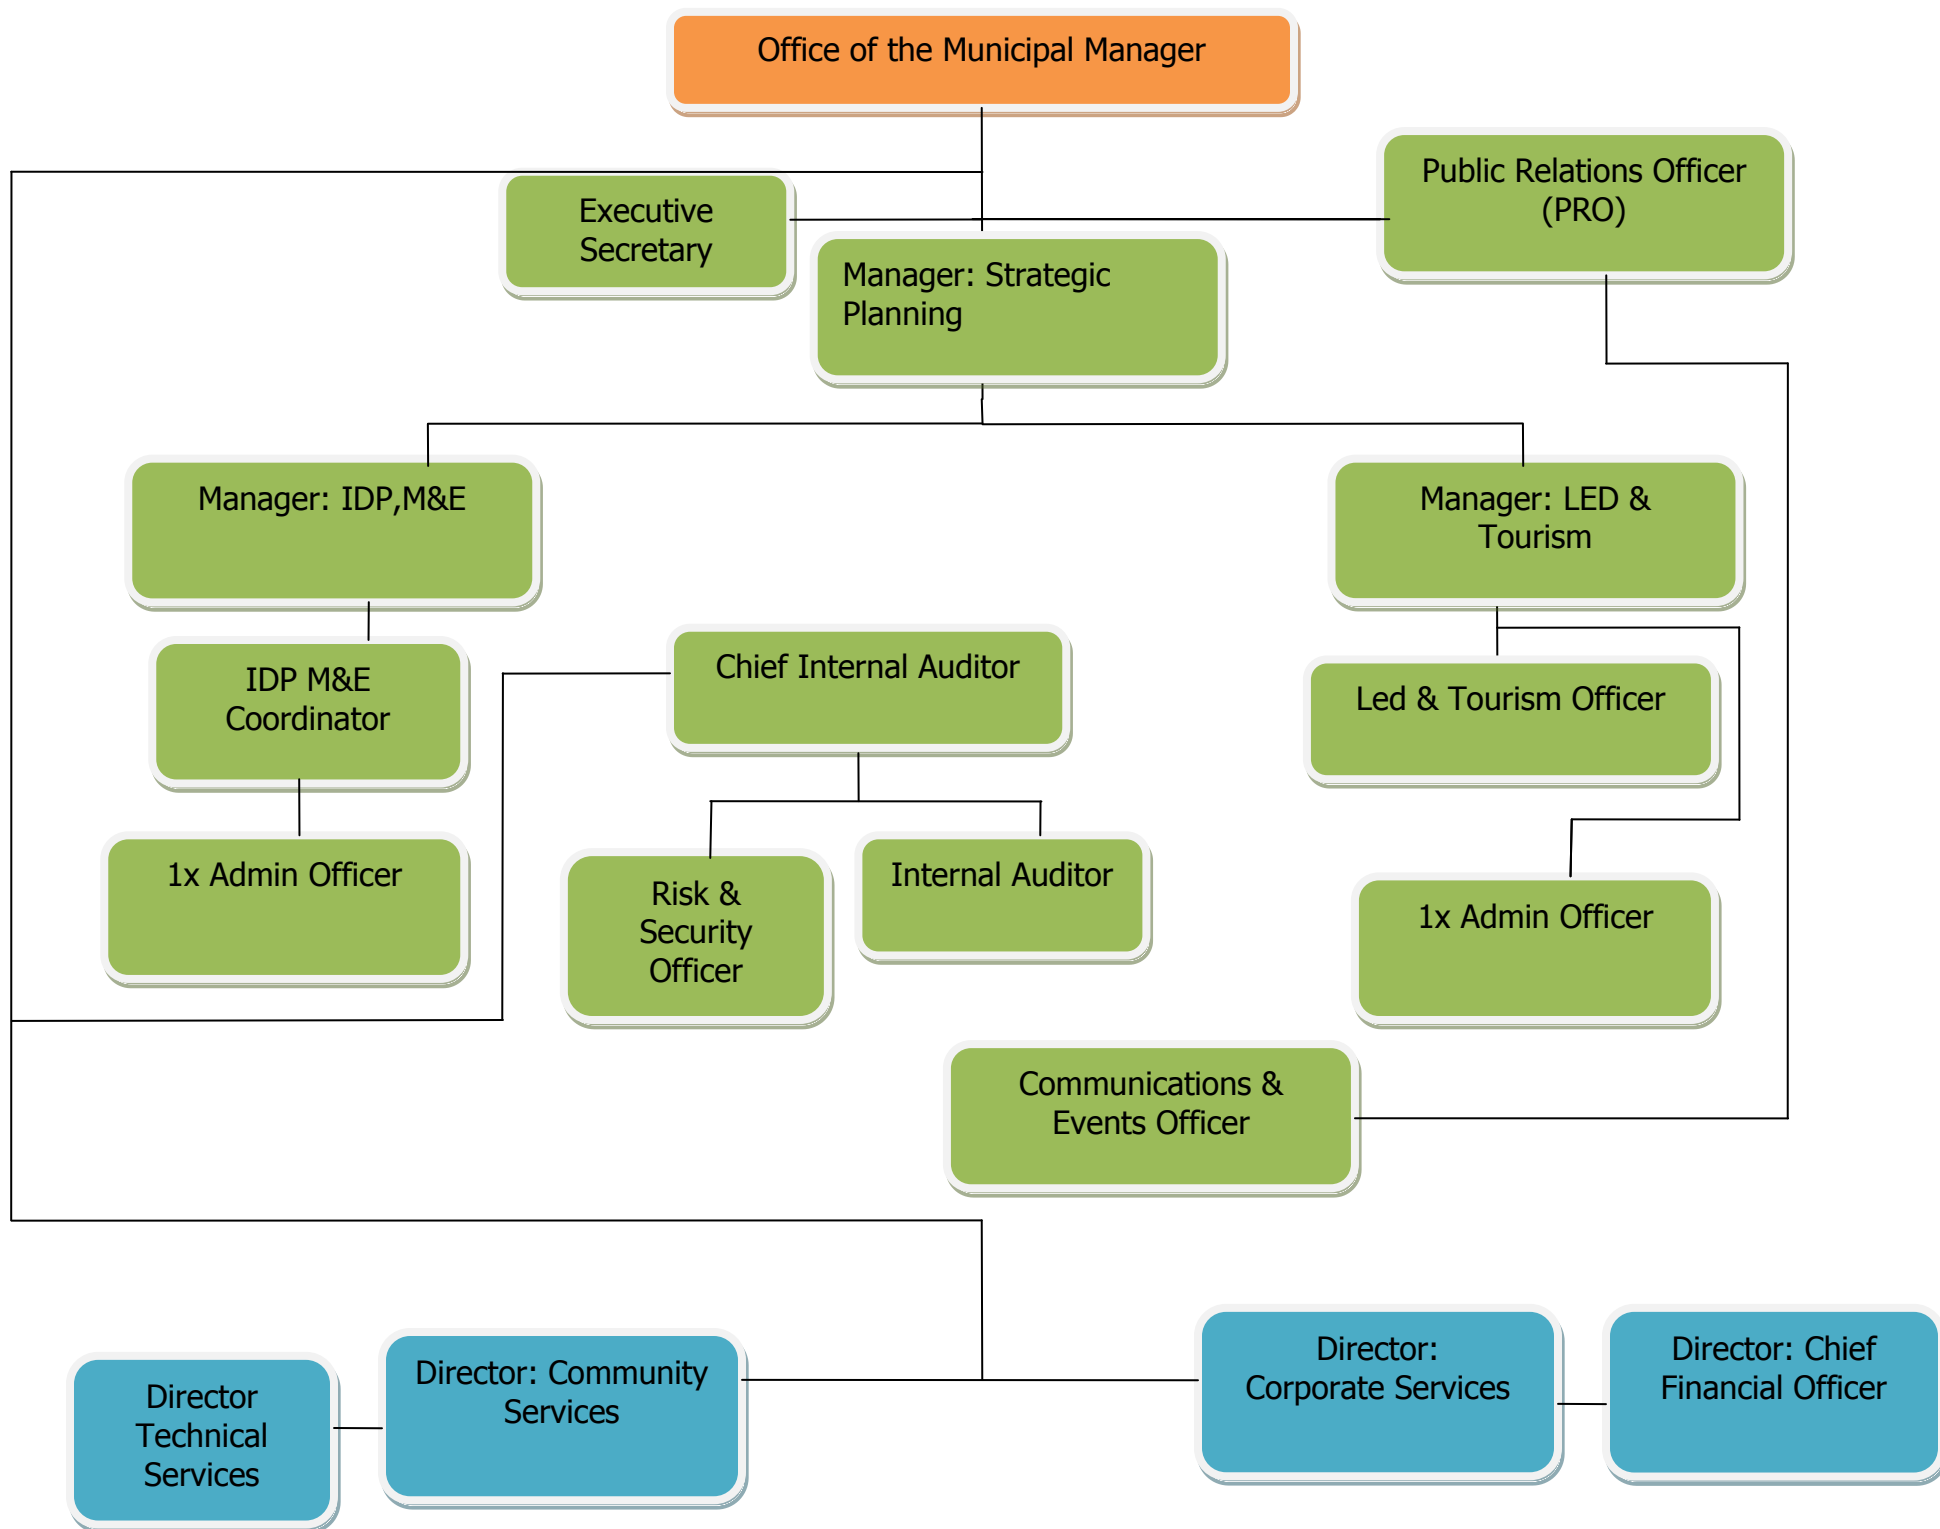 Office of the Municipal Manager
Public Relations Officer
(PRO)
Executive
Secretary
Manager: Strategic
Planning
Manager: IDP,M&E
Manager: LED &
Tourism
IDP M&E
Coordinator
Chief Internal Auditor
Led & Tourism Officer
1x Admin Officer
Risk &
Security
Officer
Internal Auditor
1x Admin Officer
Communications &
Events Officer
Director
Technical
Services
Director: Community
Services
Director:
Corporate Services
Director: Chief
Financial Officer